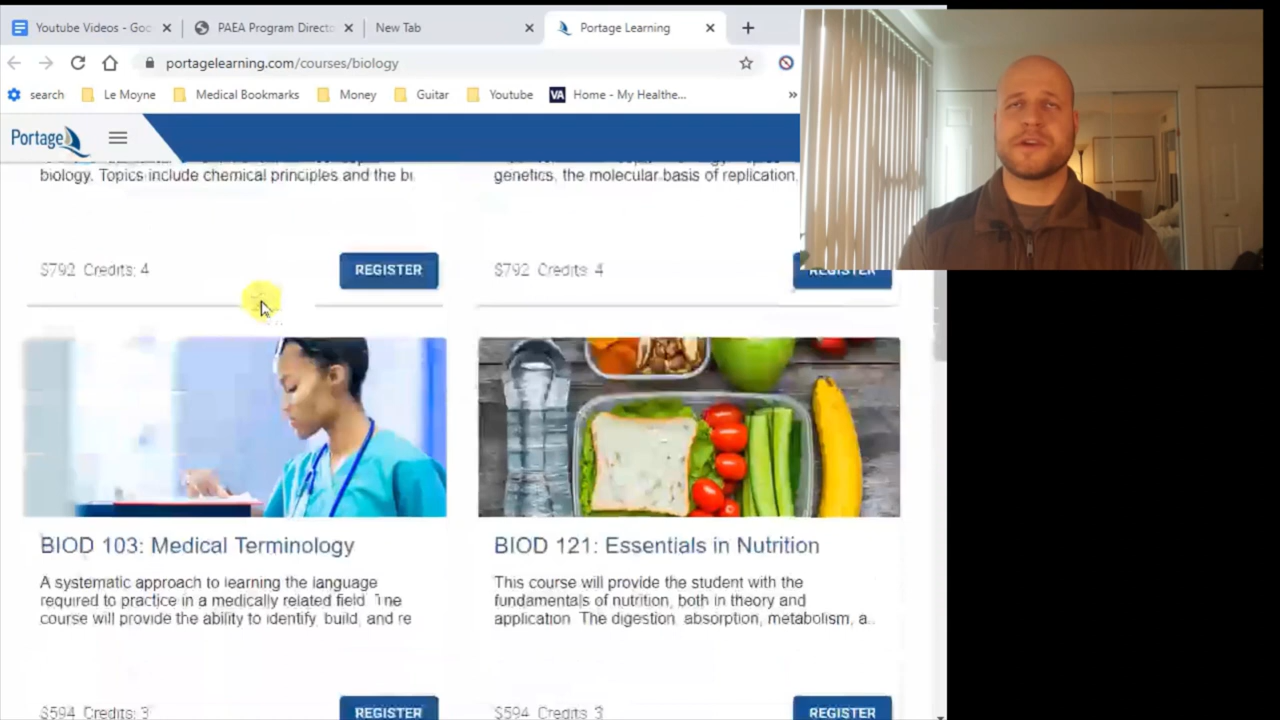 Youtube Videos - Goo
PAEA Program Directo
New Tab
Portage Learning
portagelearning.com/courses/biology
search
Le Moyne
Medical Bookmarks
Money
Guitar
Youtube
VA
Home - My Healthe...
Portage
biology. Topics include chemical principles and the bi
genetics, the molecular basis of replication,
$792 Credits: 4
REGISTER
$792 Credits: 4
REGISTER
BIOD 103: Medical Terminology
A systematic approach to learning the language
required to practice in a medically related field. The
course will provide the ability to identify, build, and re
$594 Credits: 3
REGISTER
BIOD 121: Essentials in Nutrition
This course will provide the student with the
fundamentals of nutrition, both in theory and
application. The digestion, absorption, metabolism, a..
$594 Credits: 3
REGISTER